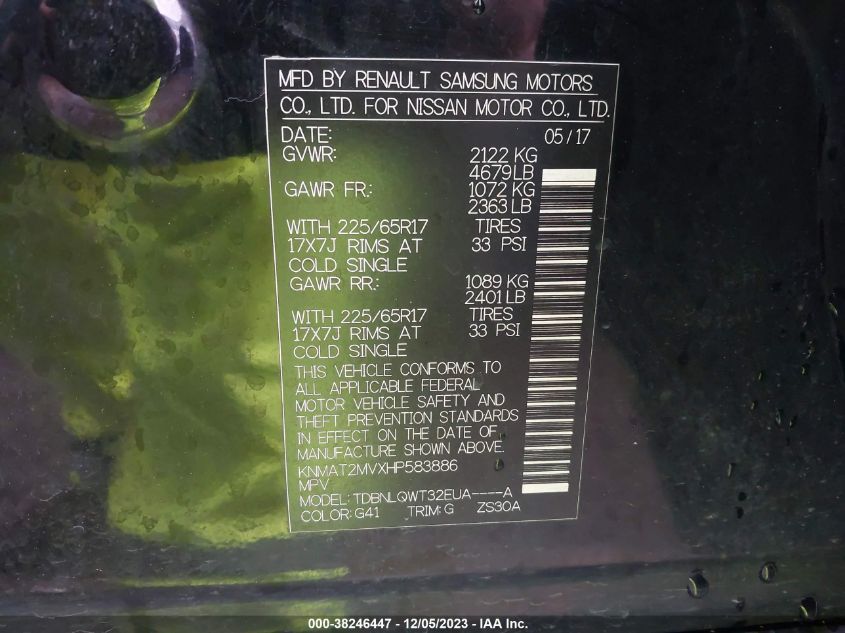 MFD BY RENAULT SAMSUNG MOTORS
CO., LTD. FOR NISSAN MOTOR CO., LTD.
DATE: 05/17
GVWR: 2122 KG
4679LB
GAWR FR.: 1072 KG
2363LB
WITH 225/65R17 TIRES
17X7J RIMS AT 33 PSI
COLD SINGLE
GAWR RR.: 1089 KG
2401LB
WITH 225/65R17 TIRES
17X7J RIMS AT 33 PSI
COLD SINGLE
THIS VEHICLE CONFORMS TO
ALL APPLICABLE FEDERAL
MOTOR VEHICLE SAFETY AND
THEFT PREVENTION STANDARDS
IN EFFECT ON THE DATE OF
MANUFACTURE SHOWN ABOVE.
KNMAT2MVXHP583886
MPV
MODEL:TDBNLQWT32EUA----A
COLOR:G41 TRIM:G ZS30A
000-38246447 - 12/05/2023 - IAA Inc.